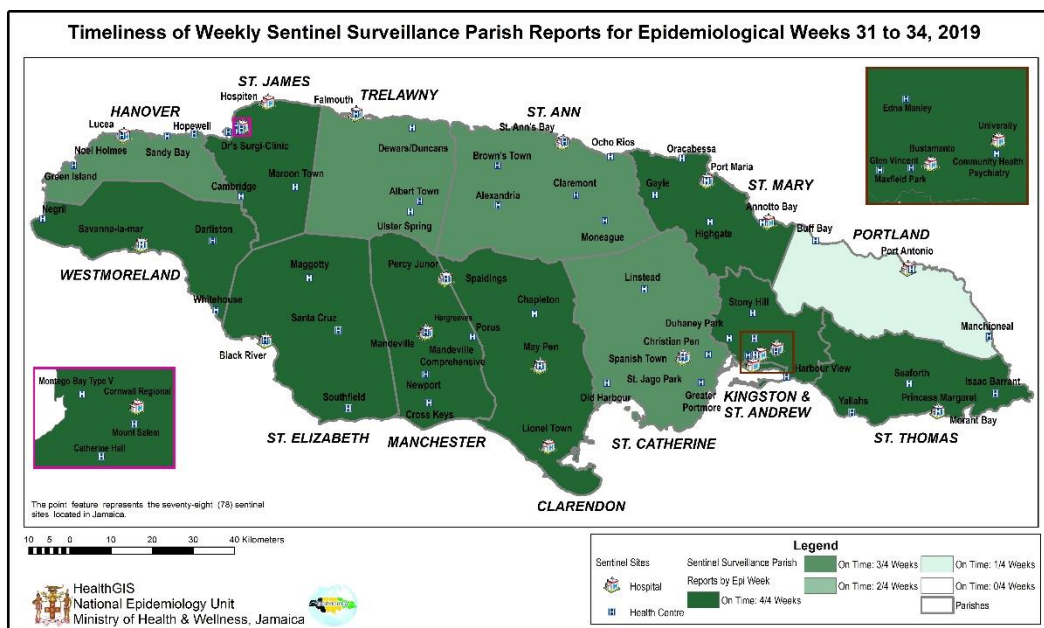 Timeliness of Weekly Sentinel Surveillance Parish Reports for Epidemiological Weeks 31 to 34, 2019
ST. JAMES
Hospiten
TRELAWNY
Falmouth
HANOVER
Lucea
Hopewell
Noel Holmes
Sandy Bay
Green Island
Dr's Surgi-Clinic
Cambridge
Maroon Town
Dewars/Duncans
Albert Town
Ulster Spring
ST. ANN
St. Ann's Bay
Ocho Rios
Brown's Town
Alexandria
Claremont
Moneague
Oracabessa
Port Maria
ST. MARY
Gayle
Highgate
Annotto Bay
Buff Bay
PORTLAND
Port Antonio
Manchioneal
Edna Manley
University
Bustamante
Glen Vincent
Community Health
Psychiatry
Maxfield Park
Negril
Savanna-la-mar
Darliston
WESTMORELAND
Whitehouse
Maggotty
Santa Cruz
Black River
Southfield
ST. ELIZABETH
Percy Junor
Spaldings
Hargreaves
Mandeville
Mandeville
Comprehensive
Porus
Newport
Cross Keys
MANCHESTER
Chapleton
May Pen
Lionel Town
CLARENDON
Linstead
Spanish Town
Christian Pen
St. Jago Park
Old Harbour
Greater
Portmore
ST. CATHERINE
Stony Hill
Duhaney Park
Harbour View
KINGSTON &
ST. ANDREW
Seaforth
Isaac Barrant
Yallahs
Princess Margaret
Morant Bay
ST. THOMAS
Montego Bay Type V
Cornwall Regional
Mount Salem
Catherine Hall
The point feature represents the seventy-eight (78) sentinel
sites located in Jamaica.
10 5 0 10 20 30 40 Kilometers
HealthGIS
National Epidemiology Unit
Ministry of Health & Wellness, Jamaica
Legend
Sentinel Sites
Hospital
Health Centre
Sentinel Surveillance Parish
Reports by Epi Week
On Time: 4/4 Weeks
On Time: 3/4 Weeks
On Time: 2/4 Weeks
On Time: 1/4 Weeks
On Time: 0/4 Weeks
Parishes